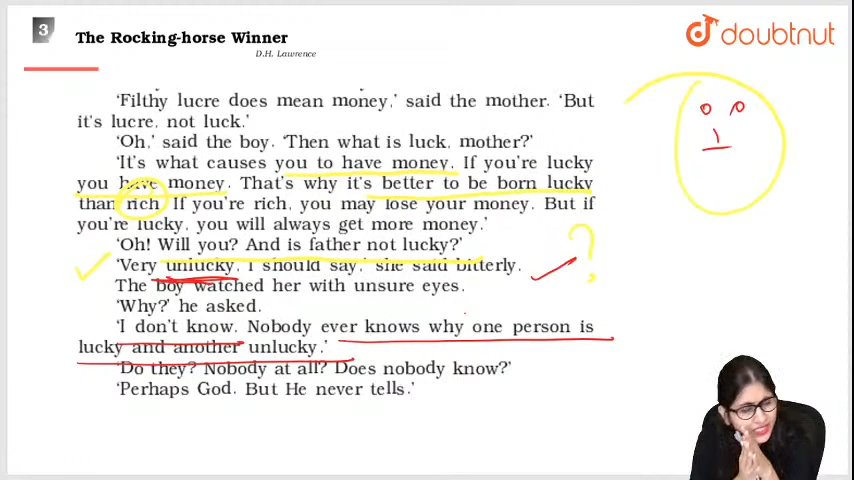 3
The Rocking-horse Winner
D.H. Lawrence
doubtnut
'Filthy lucre does mean money,' said the mother. 'But
it's lucre, not luck.'
'Oh,' said the boy. 'Then what is luck, mother?'
'It's what causes you to have money. If you're lucky
you have money. That's why it's better to be born lucky
than rich. If you're rich, you may lose your money. But if
you're lucky, you will always get more money.'
'Oh! Will you? And is father not lucky?'
'Very unlucky, I should say,' she said bitterly.
The boy watched her with unsure eyes.
'Why?' he asked.
'I don't know. Nobody ever knows why one person is
lucky and another unlucky.'
'Do they? Nobody at all? Does nobody know?'
'Perhaps God. But He never tells.'
?